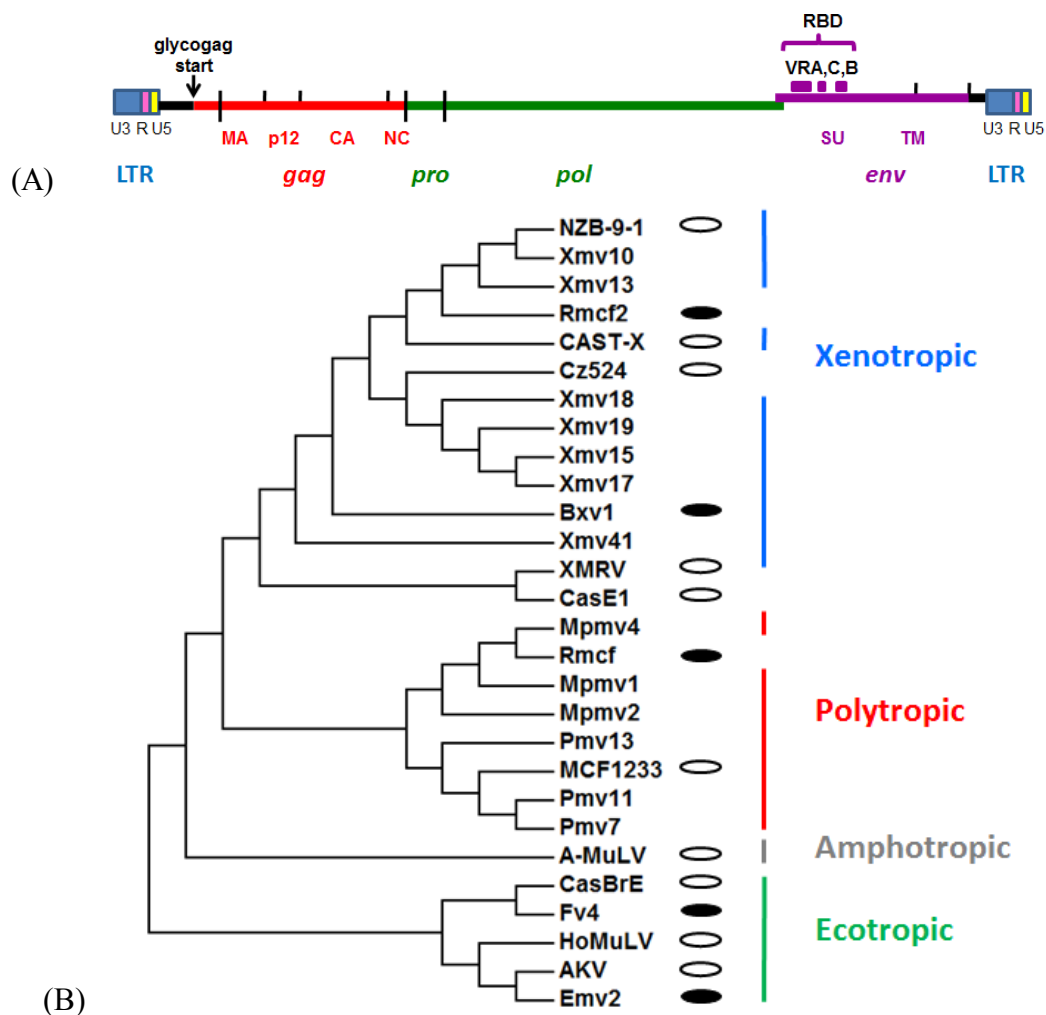 RBD
glycogag
start
VRA,C,B
U3 R U5
MA p12 CA NC
SU TM
U3 R U5
(A)
LTR gag pro pol env LTR
NZB-9-1
Xmv10
Xmv13
Rmcf2
CAST-X
Xenotropic
Cz524
Xmv18
Xmv19
Xmv15
Xmv17
Bxv1
Xmv41
XMRV
CasE1
Mpmv4
Rmcf
Mpmv1
Polytropic
Mpmv2
Pmv13
MCF1233
Pmv11
Pmv7
Amphotropic
A-MuLV
CasBrE
Fv4
Ecotropic
HoMuLV
AKV
Emv2
(B)